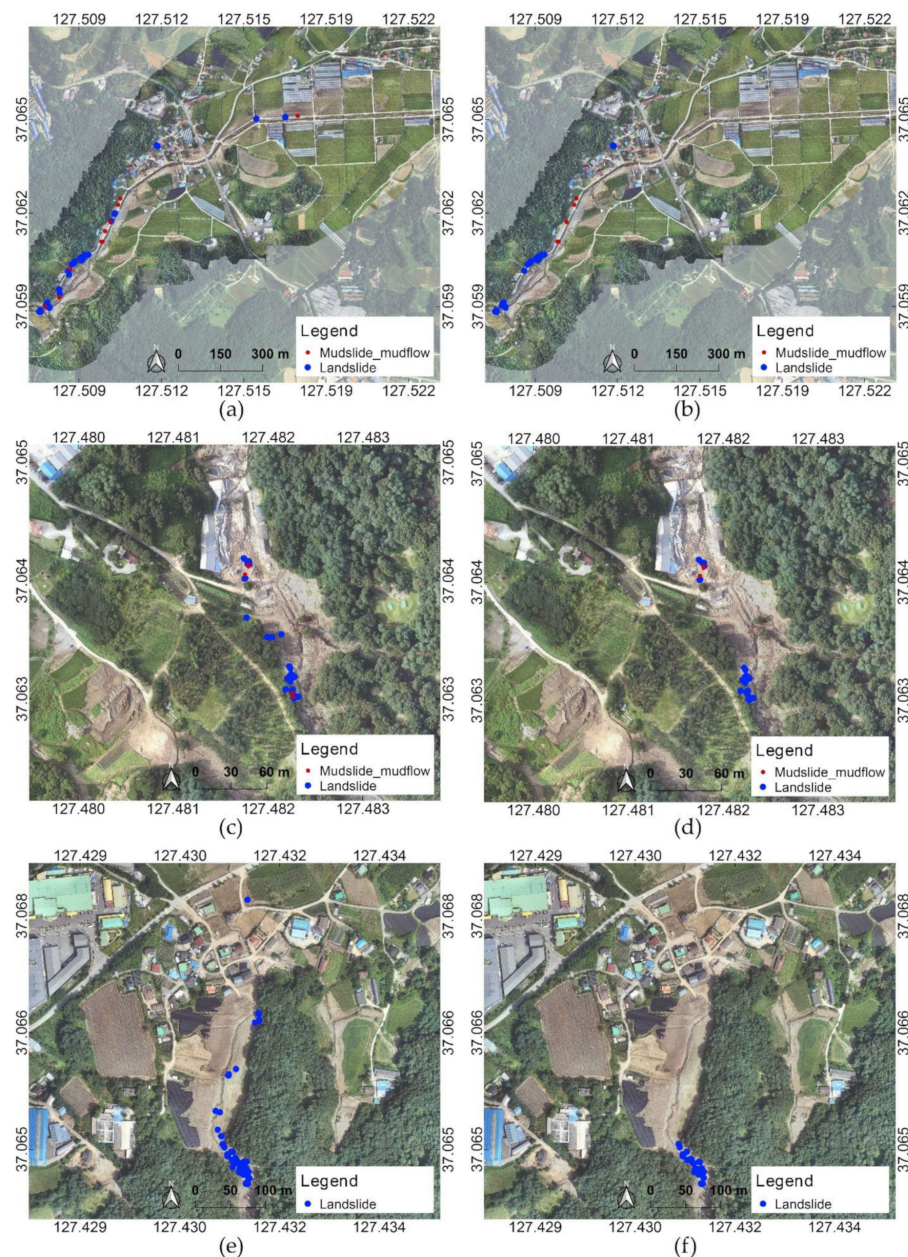 127.509 127.512 127.515 127.519 127.522
37.065
37.062
37.059
Legend
Mudslide_mudflow
Landslide
N
0 150 300 m
127.509 127.512 127.515 127.519 127.522
(a)
127.509 127.512 127.515 127.519 127.522
37.065
37.062
37.059
Legend
Mudslide_mudflow
Landslide
N
0 150 300 m
127.509 127.512 127.515 127.519 127.522
(b)
127.480 127.481 127.482 127.483
37.065
37.064
37.063
Legend
Mudslide_mudflow
Landslide
N
0 30 60 m
127.480 127.481 127.482 127.483
(c)
127.480 127.481 127.482 127.483
37.065
37.064
37.063
Legend
Mudslide_mudflow
Landslide
N
0 30 60 m
127.480 127.481 127.482 127.483
(d)
127.429 127.430 127.432 127.434
37.068
37.066
37.065
Legend
Landslide
N
0 50 100 m
127.429 127.430 127.432 127.434
(e)
127.429 127.430 127.432 127.434
37.068
37.066
37.065
Legend
Landslide
N
0 50 100 m
127.429 127.430 127.432 127.434
(f)